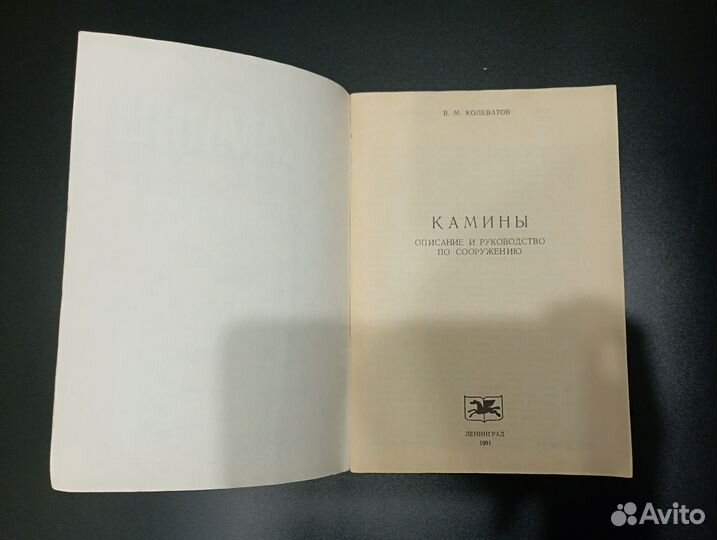 В. М. КОЛЕВАТОВ
КАМИНЫ
ОПИСАНИЕ И РУКОВОДСТВО
ПО СООРУЖЕНИЮ
ЛЕНИНГРАД
1991
Avito